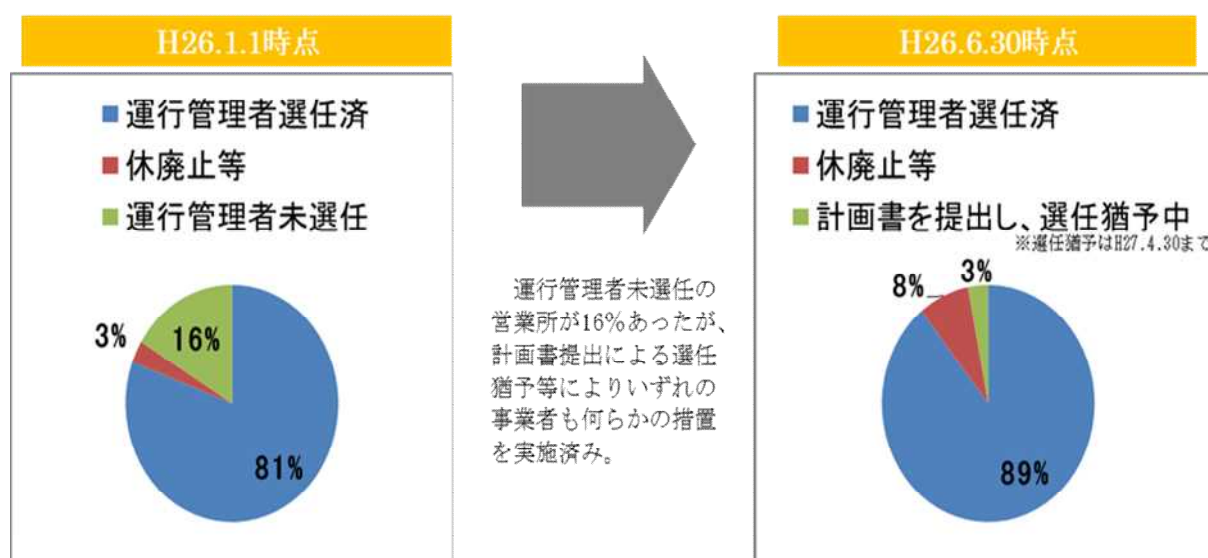 H26.1.1時点
■運行管理者選任済
■休廃止等
■運行管理者未選任
3%
16%
81%
運行管理者未選任の
営業所が16%あったが、
計画書提出による選任
猶予等によりいずれの
事業者も何らかの措置
を実施済み。
H26.6.30時点
■運行管理者選任済
■休廃止等
■計画書を提出し、選任猶予中
※選任猶予はH27.4.30まで
8%
3%
89%